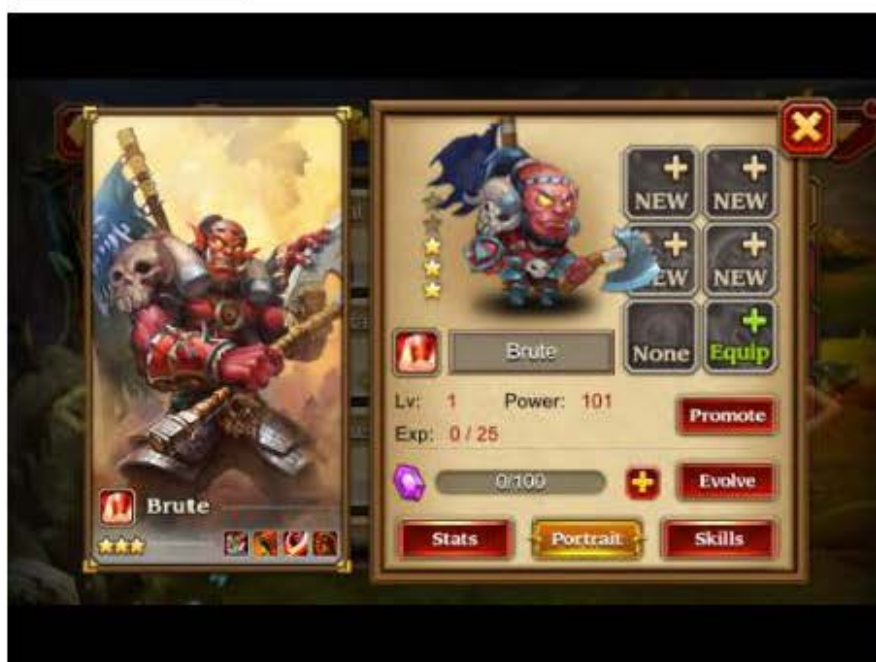 Brute
NEW NEW
EW NEW
None Equip
Brute
Lv: 1 Power: 101
Exp: 0 / 25
Promote
0/100
Evolve
Stats Portrait Skills